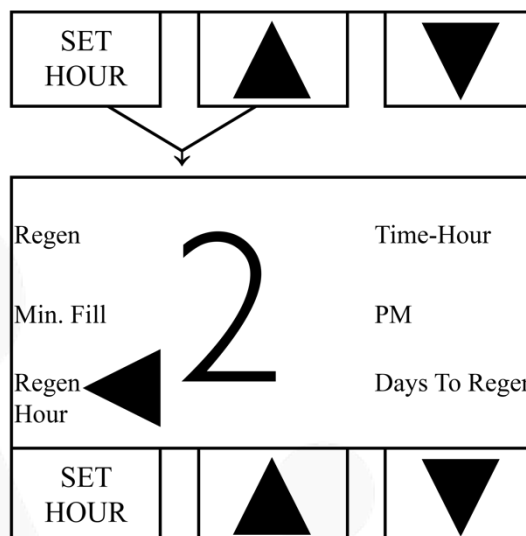 SET
HOUR
Regen
2
Time-Hour
Min. Fill
PM
Regen
Hour
Days To Regen
SET
HOUR